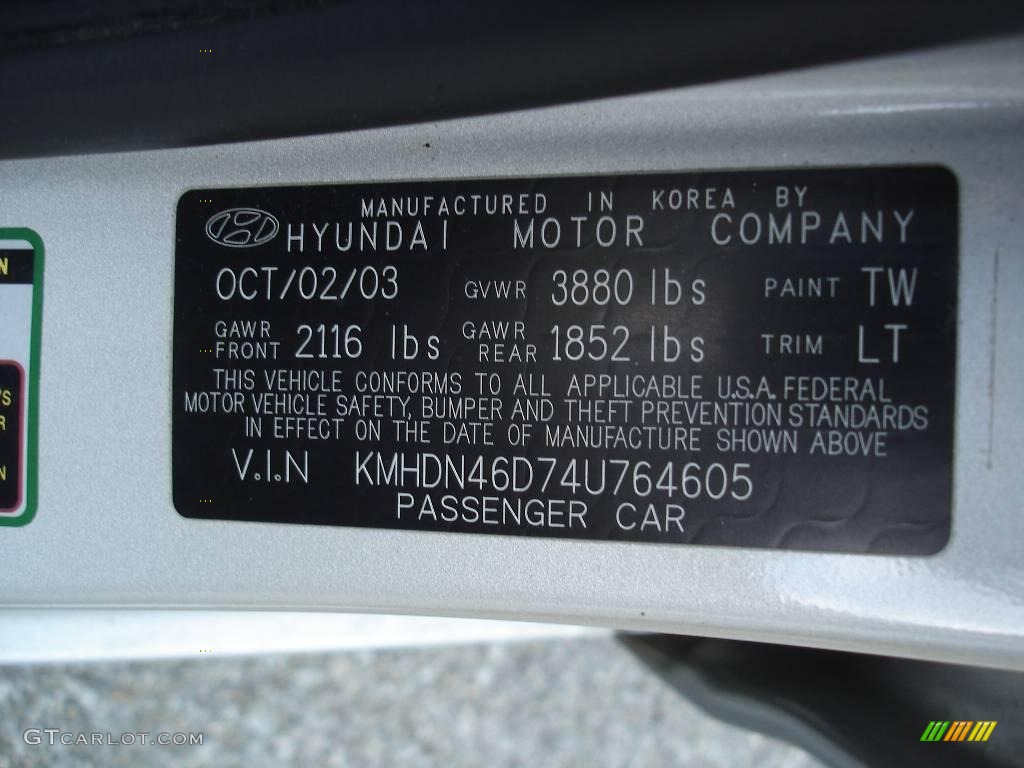 MANUFACTURED IN KOREA BY
HYUNDAI MOTOR COMPANY
OCT/02/03 GVWR 3880 lbs PAINT TW
GAWR FRONT 2116 lbs GAWR REAR 1852 lbs TRIM LT
THIS VEHICLE CONFORMS TO ALL APPLICABLE U.S.A. FEDERAL
MOTOR VEHICLE SAFETY, BUMPER AND THEFT PREVENTION STANDARDS
IN EFFECT ON THE DATE OF MANUFACTURE SHOWN ABOVE
V.I.N KMHDN46D74U764605
PASSENGER CAR
GTCARLOT.COM